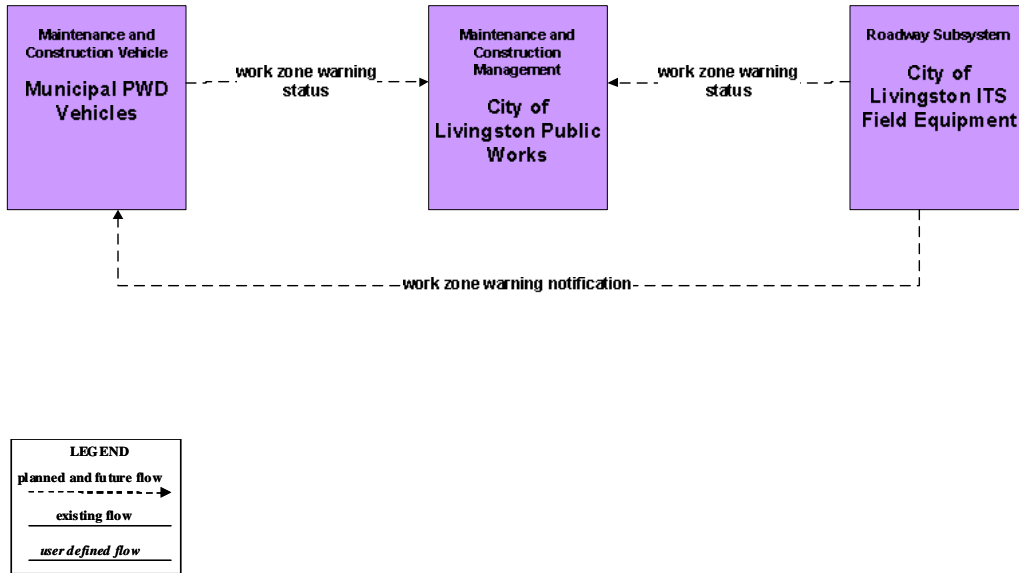 Maintenance and
Construction Vehicle
Municipal PWD
Vehicles
work zone warning
status
Maintenance and
Construction
Management
City of
Livingston Public
Works
work zone warning
status
Roadway Subsystem
City of
Livingston ITS
Field Equipment
work zone warning notification
LEGEND
planned and future flow
existing flow
user defined flow